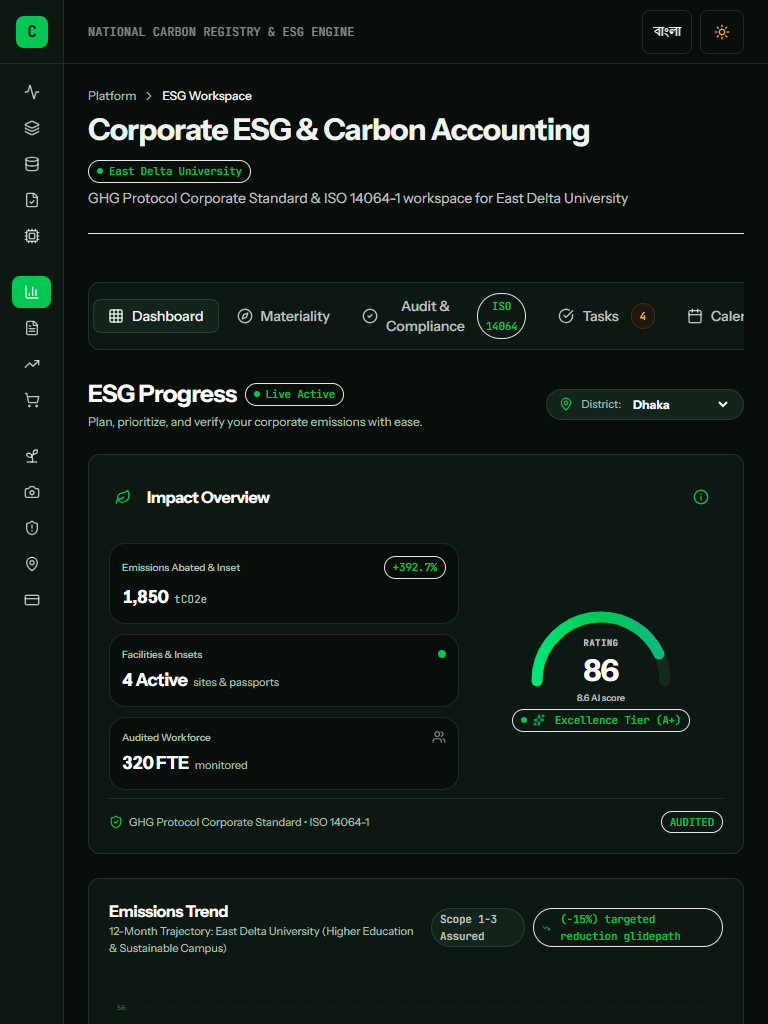 C
NATIONAL CARBON REGISTRY & ESG ENGINE
বাংলা
Platform > ESG Workspace
Corporate ESG & Carbon Accounting
East Delta University
GHG Protocol Corporate Standard & ISO 14064-1 workspace for East Delta University
Dashboard
Materiality
Audit &
Compliance
ISO
14064
Tasks
4
Caler
ESG Progress
Live Active
Plan, prioritize, and verify your corporate emissions with ease.
District:
Dhaka
Impact Overview
Emissions Abated & Inset
+392.7%
1,850 tCO2e
Facilities & Insets
4 Active sites & passports
Audited Workforce
320 FTE monitored
RATING
86
8.6 AI score
Excellence Tier (A+)
GHG Protocol Corporate Standard • ISO 14064-1
AUDITED
Emissions Trend
12-Month Trajectory: East Delta University (Higher Education
& Sustainable Campus)
Scope 1-3
Assured
(-15%) targeted
reduction glidepath
56